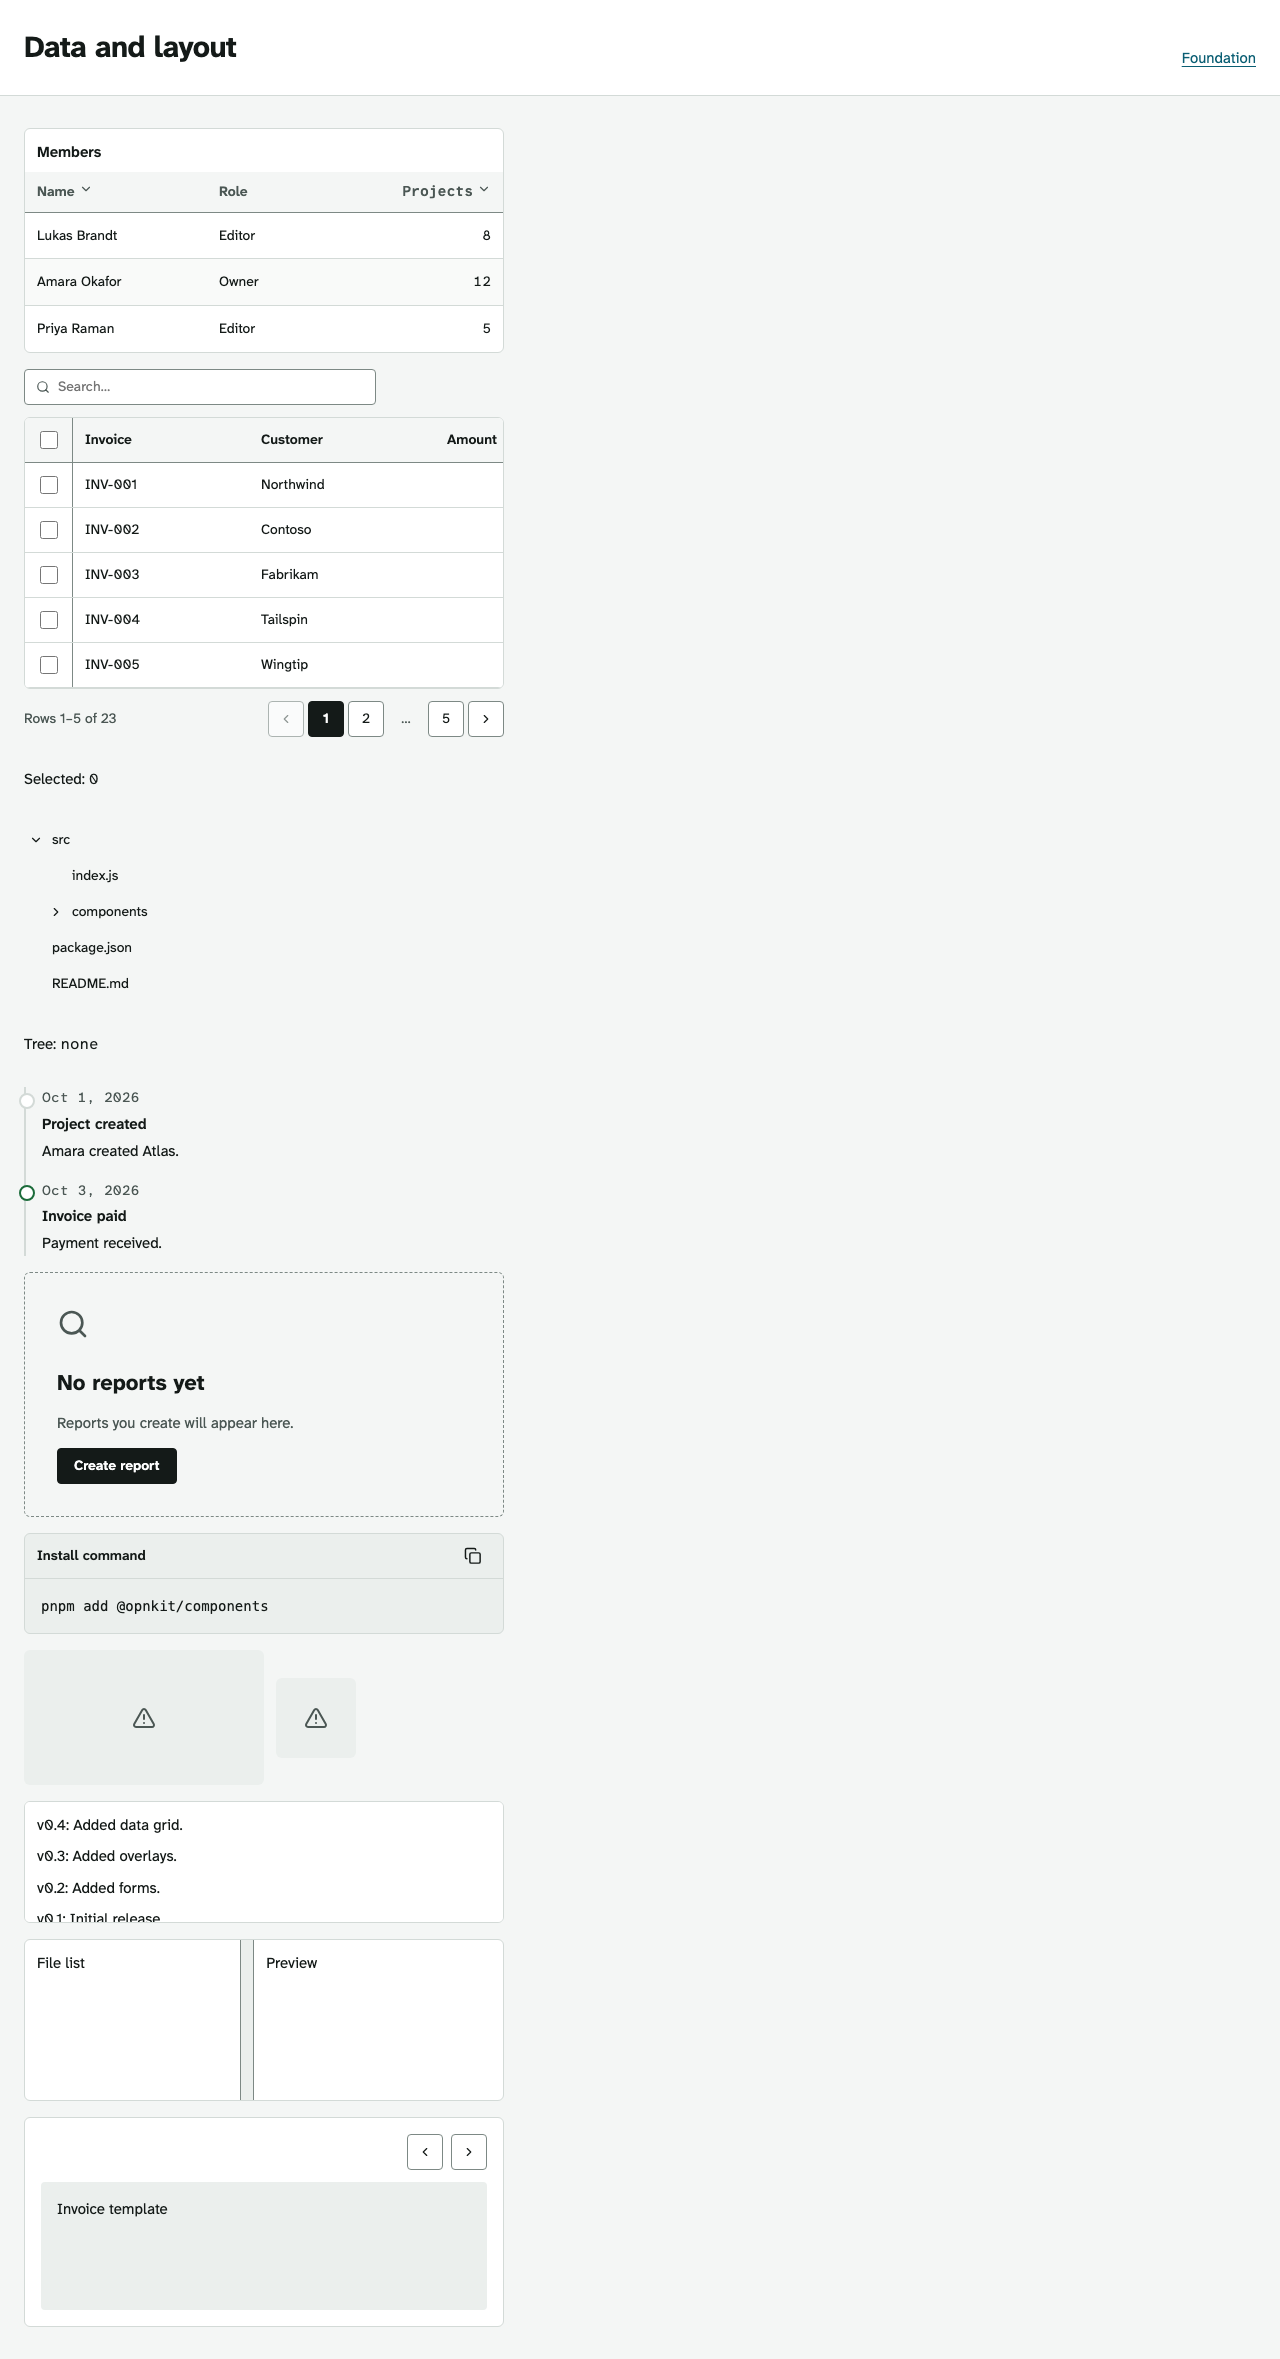 Data and layout
Foundation
Members
Name Role Projects
Lukas Brandt Editor 8
Amara Okafor Owner 12
Priya Raman Editor 5
Search...
Invoice Customer Amount
INV-001 Northwind
INV-002 Contoso
INV-003 Fabrikam
INV-004 Tailspin
INV-005 Wingtip
Rows 1–5 of 23 1 2 ... 5
Selected: 0
src
index.js
components
package.json
README.md
Tree: none
Oct 1, 2026
Project created
Amara created Atlas.
Oct 3, 2026
Invoice paid
Payment received.
No reports yet
Reports you create will appear here.
Create report
Install command
pnpm add @opnkit/components
v0.4: Added data grid.
v0.3: Added overlays.
v0.2: Added forms.
v0.1: Initial release.
File list Preview
Invoice template